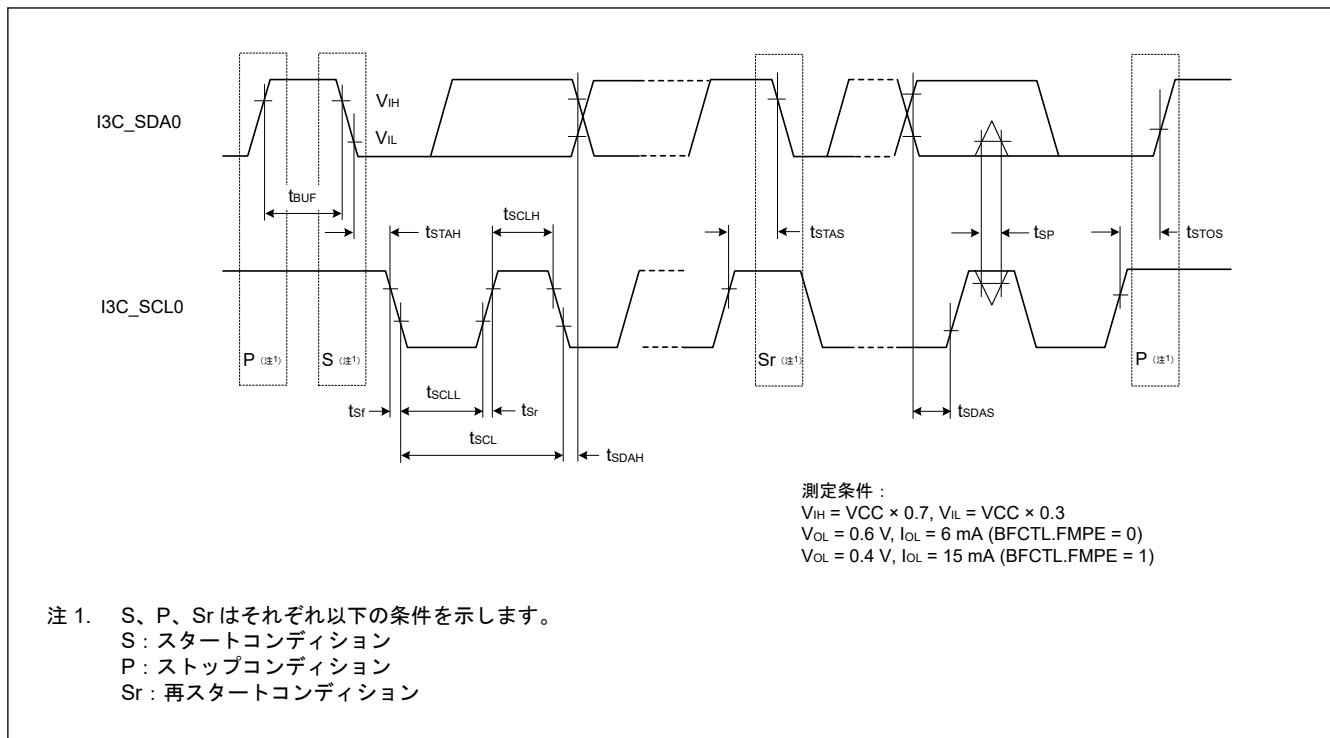 I3C_SDA0
VIH
VIL
tBUF
tSTAH
tSCLH
tSTAS
tSP
tSTOS
I3C_SCL0
P（注1）
S（注1）
Sr（注1）
P（注1）
tSf
tSCLL
tSr
tSCL
tSDAH
tSDAS
測定条件：
VIH = VCC × 0.7, VIL = VCC × 0.3
VOL = 0.6 V, IOL = 6 mA (BFCTL.FMPE = 0)
VOL = 0.4 V, IOL = 15 mA (BFCTL.FMPE = 1)
注 1. S、P、Sr はそれぞれ以下の条件を示します。
S：スタートコンディション
P：ストップコンディション
Sr：再スタートコンディション